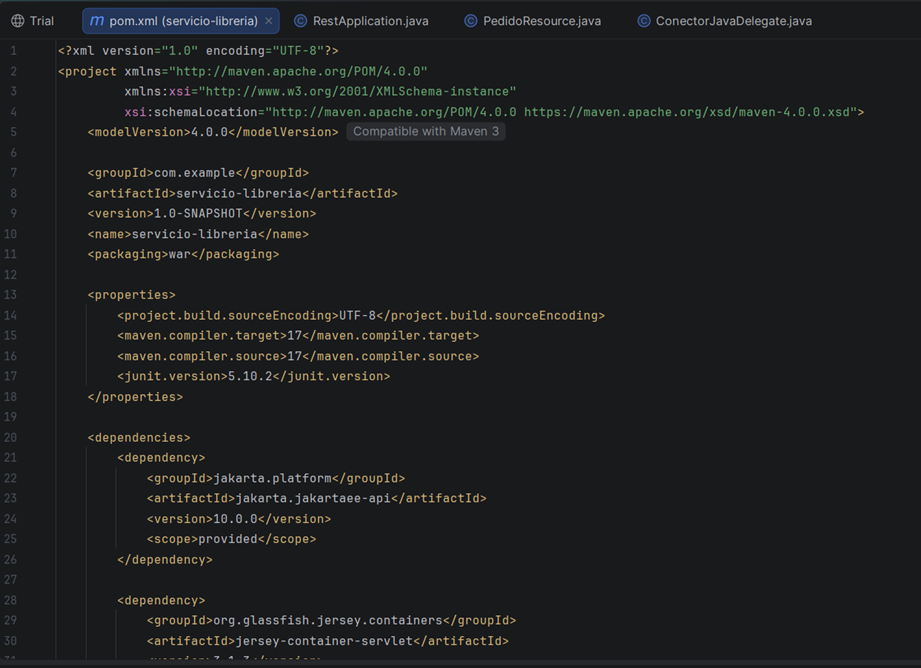 Trial pom.xml (servicio-libreria) RestApplication.java PedidoResource.java ConectorJavaDelegate.java
1 <?xml version="1.0" encoding="UTF-8"?>
2 <project xmlns="http://maven.apache.org/POM/4.0.0"
3 xmlns:xsi="http://www.w3.org/2001/XMLSchema-instance"
4 xsi:schemaLocation="http://maven.apache.org/POM/4.0.0 https://maven.apache.org/xsd/maven-4.0.0.xsd">
5 <modelVersion>4.0.0</modelVersion> Compatible with Maven 3
6
7 <groupId>com.example</groupId>
8 <artifactId>servicio-libreria</artifactId>
9 <version>1.0-SNAPSHOT</version>
10 <name>servicio-libreria</name>
11 <packaging>war</packaging>
12
13 <properties>
14 <project.build.sourceEncoding>UTF-8</project.build.sourceEncoding>
15 <maven.compiler.target>17</maven.compiler.target>
16 <maven.compiler.source>17</maven.compiler.source>
17 <junit.version>5.10.2</junit.version>
18 </properties>
19
20 <dependencies>
21 <dependency>
22 <groupId>jakarta.platform</groupId>
23 <artifactId>jakarta.jakartaee-api</artifactId>
24 <version>10.0.0</version>
25 <scope>provided</scope>
26 </dependency>
27
28 <dependency>
29 <groupId>org.glassfish.jersey.containers</groupId>
30 <artifactId>jersey-container-servlet</artifactId>